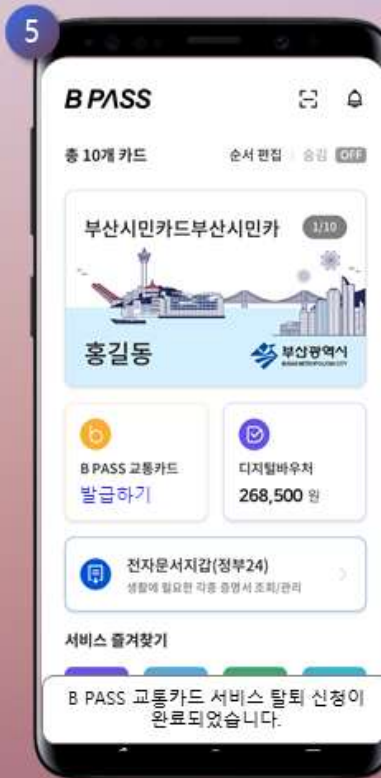 5
B PASS
총 10개 카드 순서 편집 숨김 OFF
부산시민카드부산시민카 1/10
홍길동 부산광역시
BUSAN METROPOLITAN CITY
B PASS 교통카드 디지털바우처
발급하기 268,500 원
전자문서지갑(정부24)
생활에 필요한 각종 증명서 조회/관리
서비스 즐겨찾기
B PASS 교통카드 서비스 탈퇴 신청이
완료되었습니다.